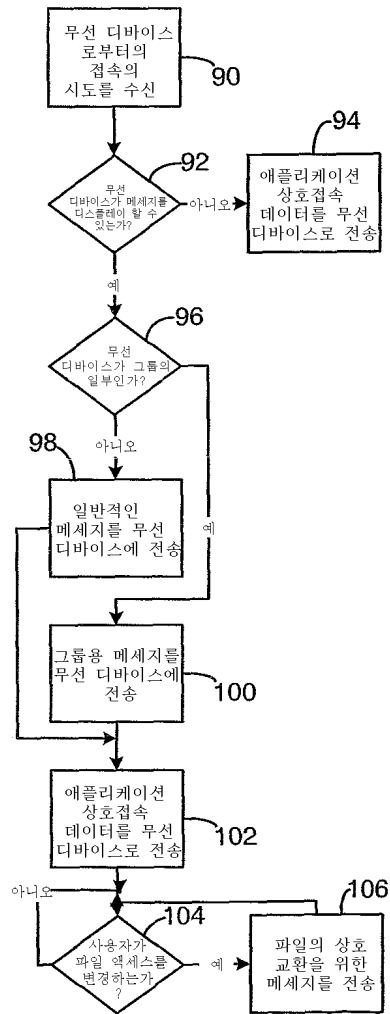 무선 디바이스
로부터의
접속의
시도를 수신
90
92
무선
디바이스가 메세지를
디스플레이 할 수
있는가?
아니오
94
애플리케이션
상호접속
데이터를 무선
디바이스로 전송
예
96
무선
디바이스가 그룹의
일부인가?
아니오
예
98
일반적인
메세지를 무선
디바이스에 전송
그룹용 메세지를
무선 디바이스에
전송
100
애플리케이션
상호접속
데이터를 무선
디바이스로 전송
102
아니오
104
사용자가
파일 액세스를
변경하는가
?
예
106
파일의 상호
교환을 위한
메세지를 전송